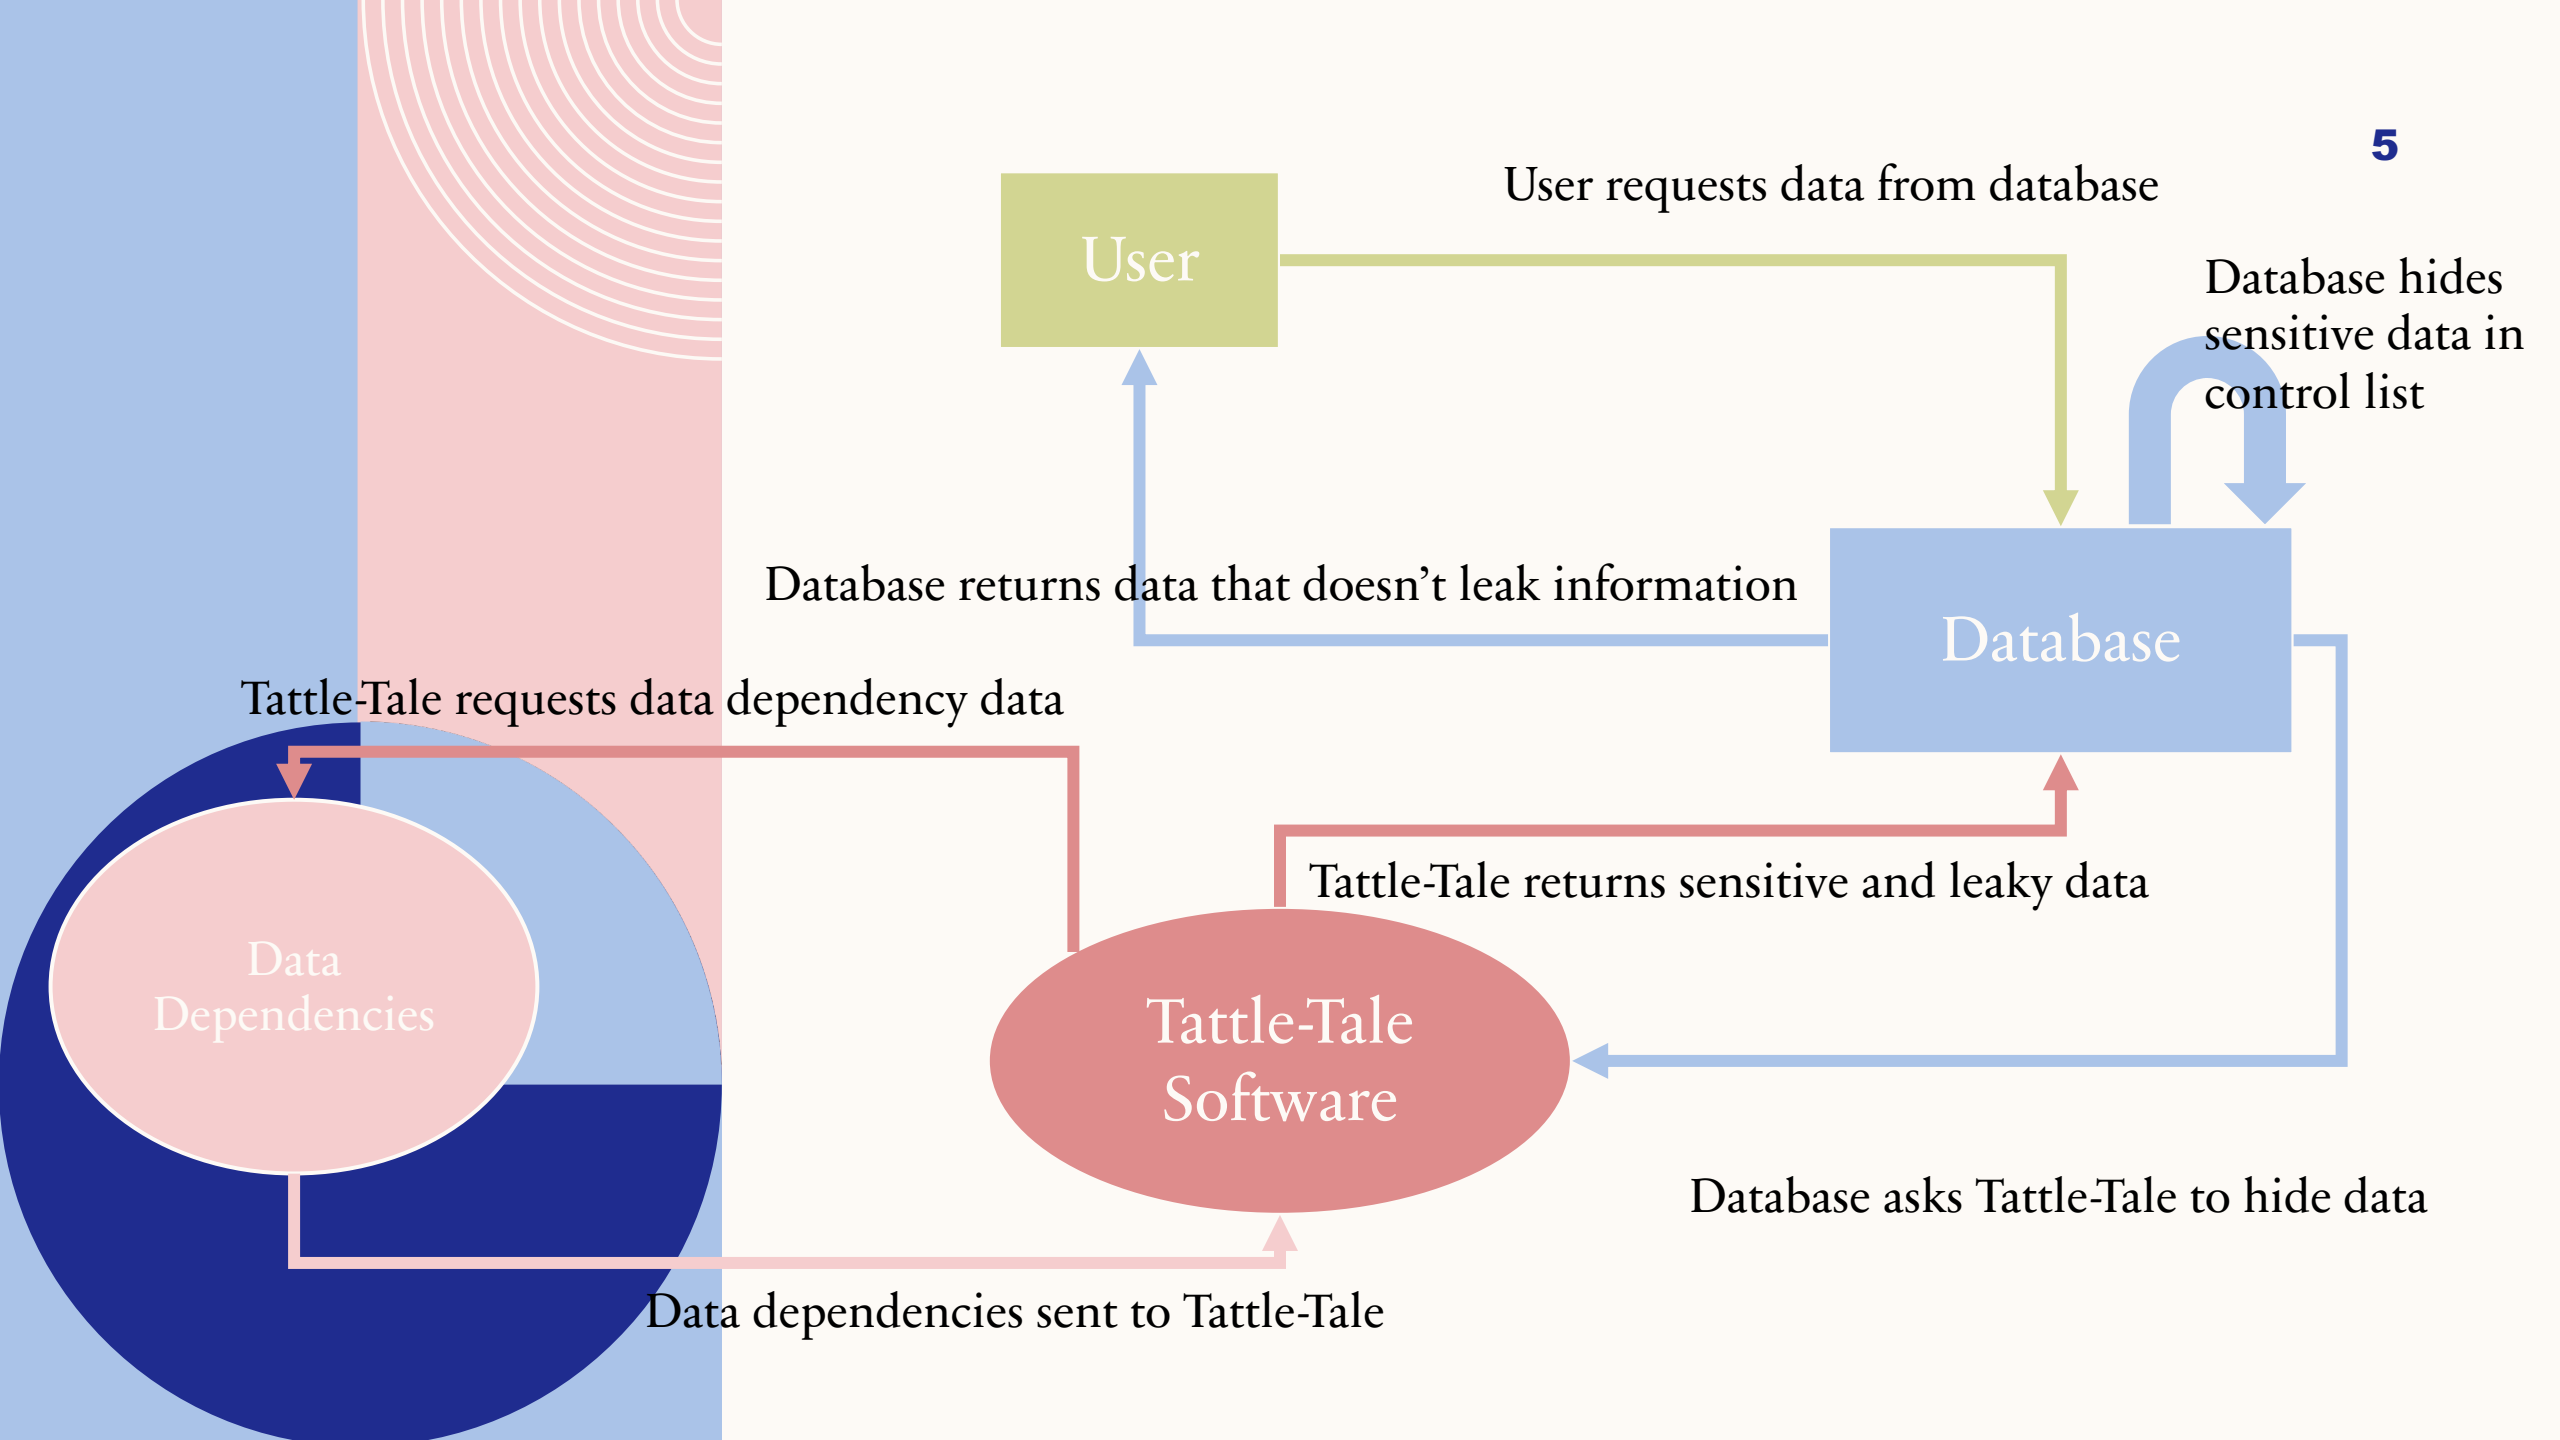 5
User requests data from database
User
Database hides
sensitive data in
control list
Database returns data that doesn’t leak information
Database
Tattle-Tale requests data dependency data
Tattle-Tale returns sensitive and leaky data
Data
Dependencies
Tattle-Tale
Software
Database asks Tattle-Tale to hide data
Data dependencies sent to Tattle-Tale